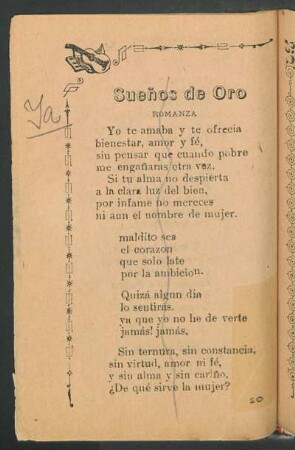 Ya
Sueños de Oro
ROMANZA
Yo te amaba y te ofrecía
bienestar, amor y fé,
sin pensar que cuando pobre
me engañaras otra vez.
Si tu alma no despierta
a la clara luz del bien,
por infame no mereces
ni aun el nombre de mujer.
maldito sea
el corazon
que solo late
por la ambicion.
Quizá algun dia
lo sentirás.
ya que yo no he de verte
jamás! jamás,
Sin ternura, sin constancia,
sin virtud, amor ni fé,
y sin alma y sin cariño,
¿De qué sirve la mujer?
20